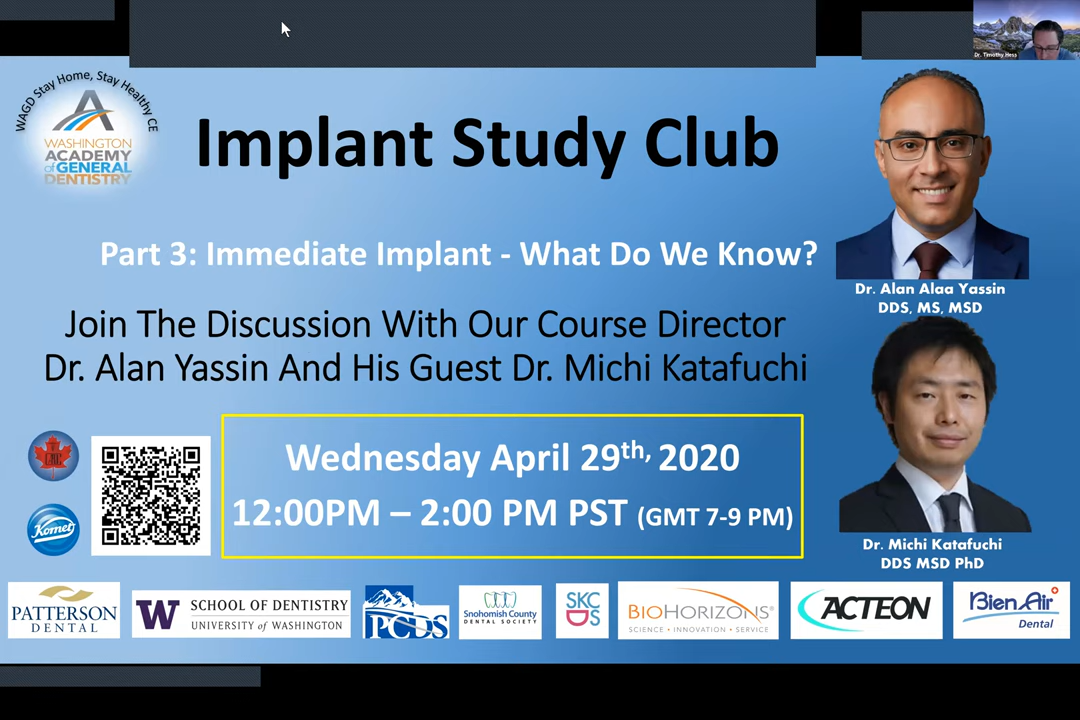 Dr. Timothy Hess
WAGD Stay Home, Stay Healthy CE
WASHINGTON
ACADEMY
of GENERAL
DENTISTRY
Implant Study Club
Part 3: Immediate Implant - What Do We Know?
Join The Discussion With Our Course Director
Dr. Alan Yassin And His Guest Dr. Michi Katafuchi
Dr. Alan Alaa Yassin
DDS, MS, MSD
Wednesday April 29th, 2020
12:00PM – 2:00 PM PST (GMT 7-9 PM)
Dr. Michi Katafuchi
DDS MSD PhD
Komet
PATTERSON
DENTAL
W
SCHOOL OF DENTISTRY
UNIVERSITY of WASHINGTON
PCDS
Snohomish County
DENTAL SOCIETY
SKC
DS
BIOHORIZONS®
SCIENCE • INNOVATION • SERVICE
ACTEON
Bien Air
Dental